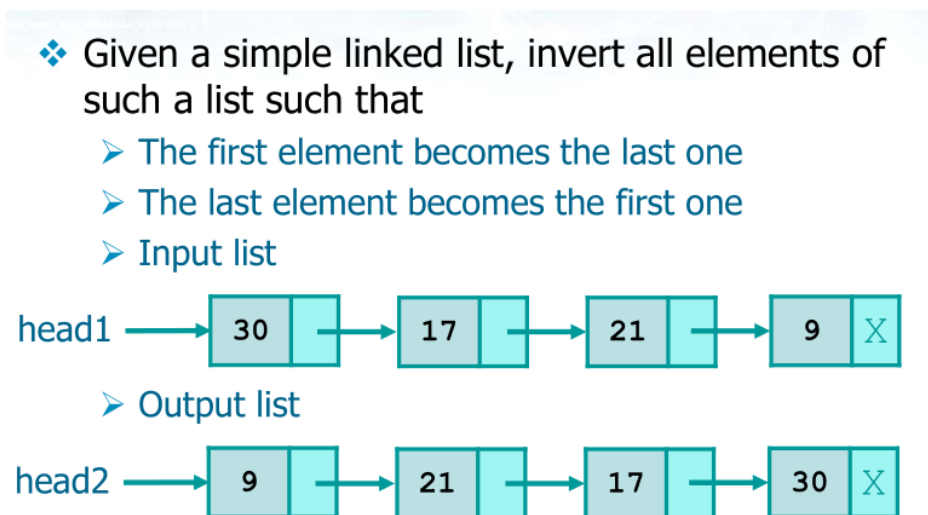 ❖ Given a simple linked list, invert all elements of
such a list such that
➢ The first element becomes the last one
➢ The last element becomes the first one
➢ Input list
head1 30 17 21 9 X
➢ Output list
head2 9 21 17 30 X